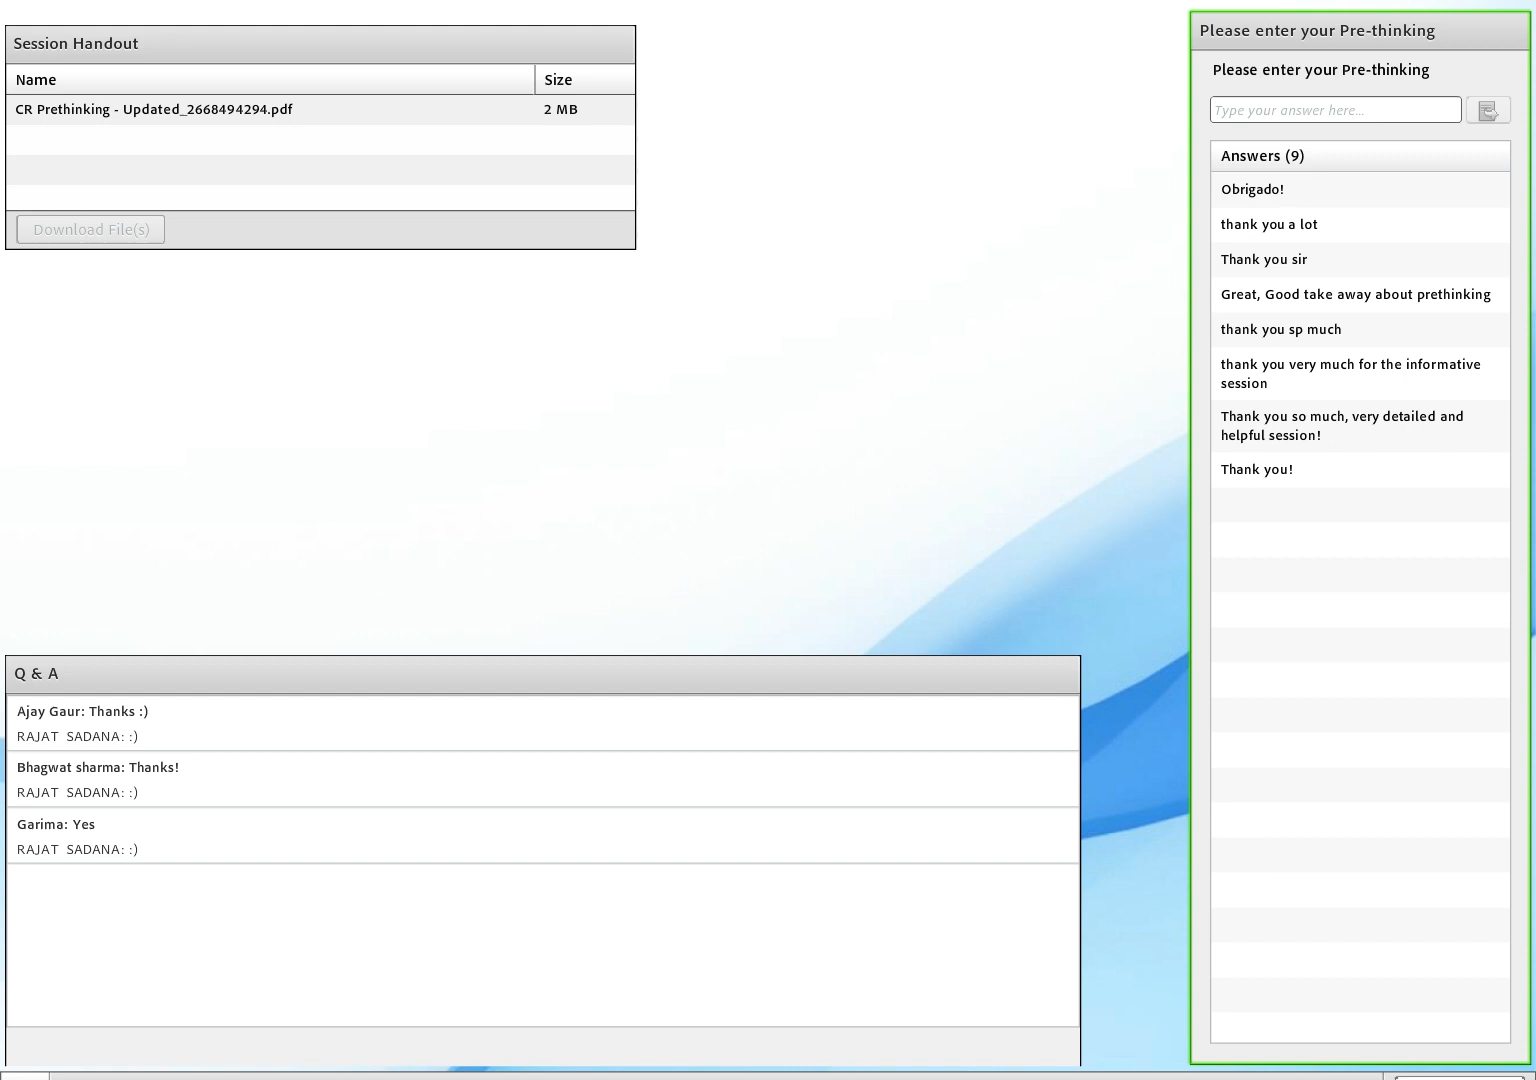 Session Handout
Name Size
CR Prethinking - Updated_2668494294.pdf 2 MB
Download File(s)
Q & A
Ajay Gaur: Thanks :)
RAJAT SADANA: :)
Bhagwat sharma: Thanks!
RAJAT SADANA: :)
Garima: Yes
RAJAT SADANA: :)
Please enter your Pre-thinking
Please enter your Pre-thinking
Type your answer here...
Answers (9)
Obrigado!
thank you a lot
Thank you sir
Great, Good take away about prethinking
thank you sp much
thank you very much for the informative
session
Thank you so much, very detailed and
helpful session!
Thank you!